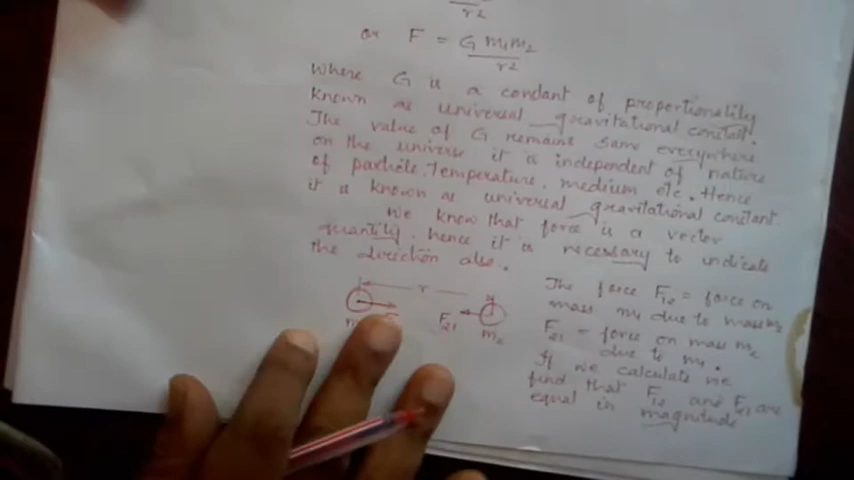 r2
or F = G m1m2
r2
Where G is a constant of proportionality
Known as universal gravitational constant.
The value of G remains same everywhere
on the universe it is independent of nature
of particle, Temperature, medium etc. Hence
it is known as universal gravitational constant
We know that force is a vector
quantity. hence it is necessary to indicate
the direction also.
r
F21
m2
The force F12 = force on
mass m1 due to mass m2
F21 = force on mass m2
due to m1.
If we calculate we
find that F12 and F21 are
equal in magnitude